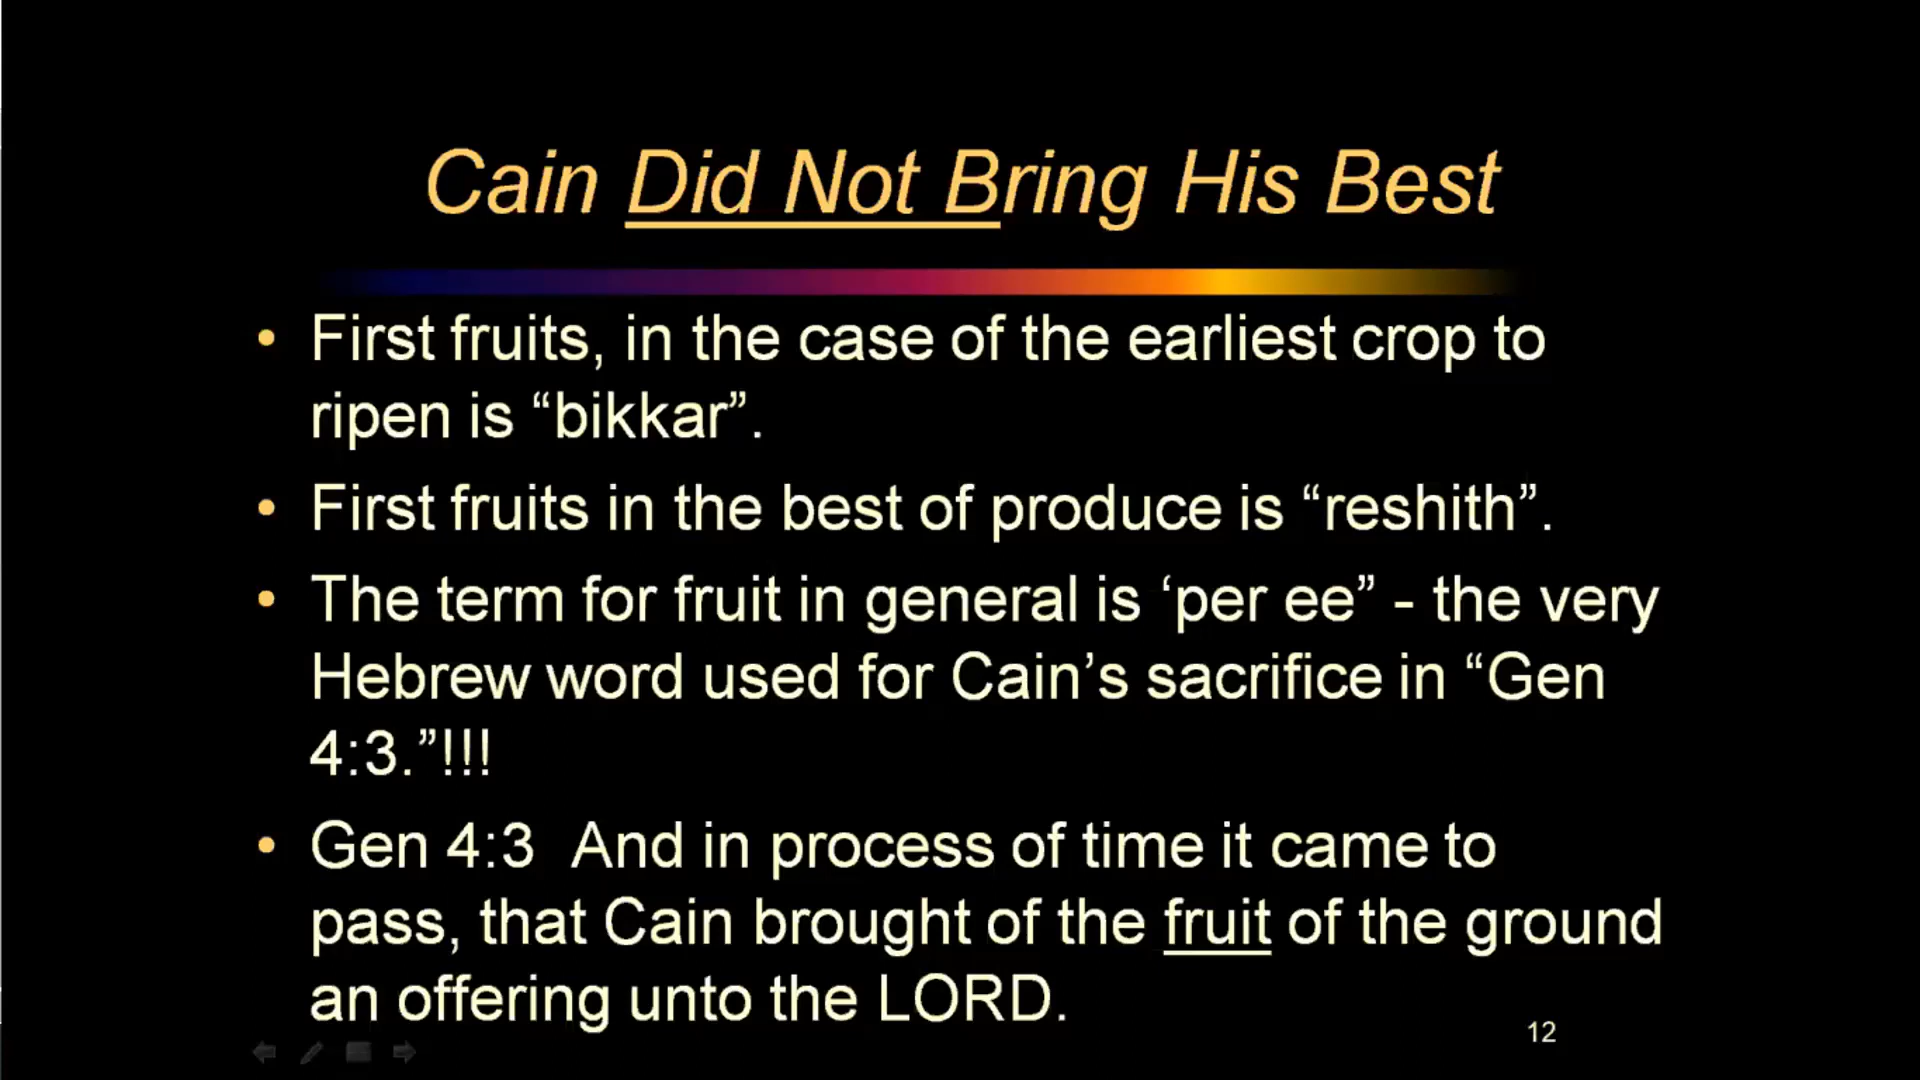 Cain Did Not Bring His Best
• First fruits, in the case of the earliest crop to
ripen is “bikkar”.
• First fruits in the best of produce is “reshith”.
• The term for fruit in general is ‘per ee” - the very
Hebrew word used for Cain’s sacrifice in “Gen
4:3.”!!!
• Gen 4:3  And in process of time it came to
pass, that Cain brought of the fruit of the ground
an offering unto the LORD.
12